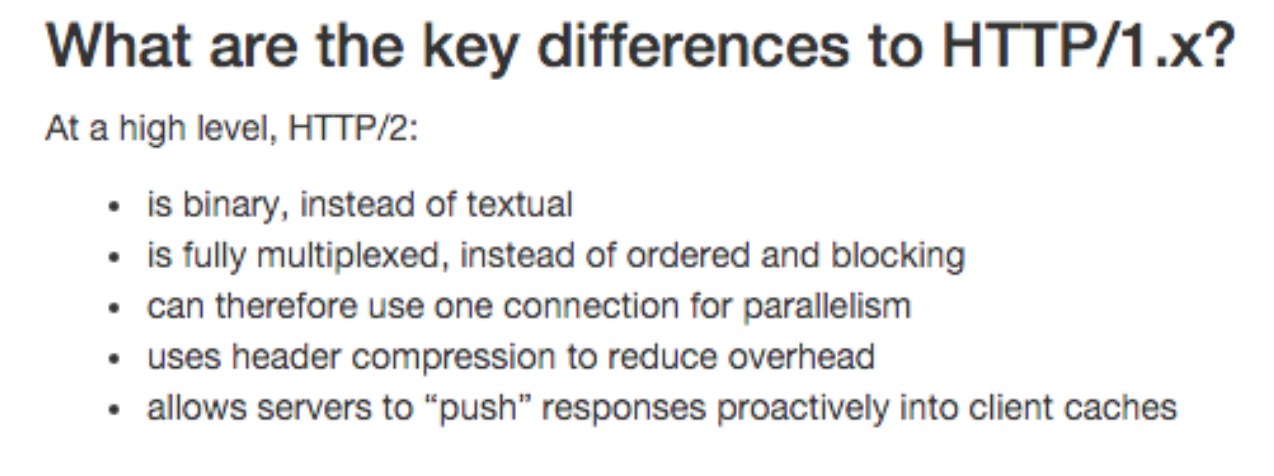 What are the key differences to HTTP/1.x?
At a high level, HTTP/2:
• is binary, instead of textual
• is fully multiplexed, instead of ordered and blocking
• can therefore use one connection for parallelism
• uses header compression to reduce overhead
• allows servers to “push” responses proactively into client caches